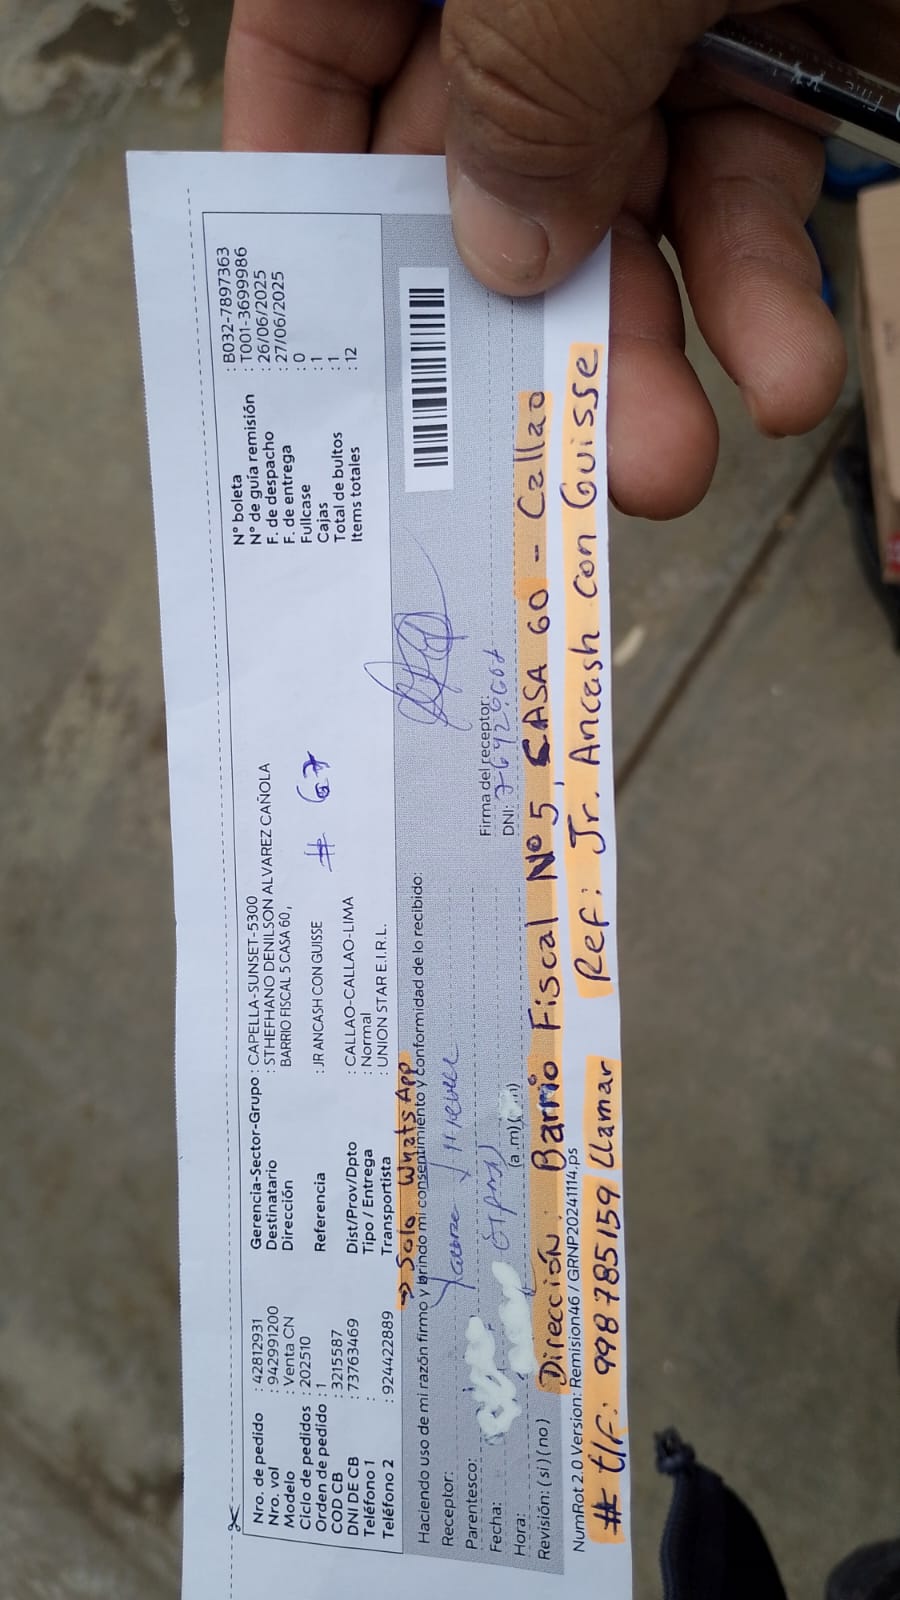 Nro. de pedido : 42812931
Nro. vol : 942991200
Modelo : Venta CN
Ciclo de pedidos : 202510
Orden de pedido : 1
COD CB : 3215587
DNI DE CB : 73763469
Teléfono 1 :
Teléfono 2 : 924422889
Gerencia-Sector-Grupo : CAPELLA-SUNSET-5300
Destinatario : STHEFHANO DENILSON ALVAREZ CAÑOLA
Dirección BARRIO FISCAL 5 CASA 60 ,
Referencia : JR ANCASH CON GUISSE
# 67
Dist/Prov/Dpto : CALLAO-CALLAO-LIMA
Tipo / Entrega : Normal
Transportista : UNION STAR E.I.R.L.
N° boleta : B032-7897363
N° de guía remisión : T001-3699986
F. de despacho : 26/06/2025
F. de entrega : 27/06/2025
Fullcase : 0
Cajas : 1
Total de bultos : 1
Items totales : 12
→ Solo WhatsApp
Haciendo uso de mi razón firmo y brindo mi consentimiento y conformidad de lo recibido:
Receptor:
Parentesco:
Firma del receptor:
Fecha:
DNI:
Hora: (a m)
Revisión: ( si ) ( no )
Dirección: Barrio Fiscal Nº 5, CASA 60 - Callao
NumRot 2.0 Version: Remision46 / GRNP20241114.ps
# tlf: 998785159 Llamar Ref: Jr. Ancash con Guisse